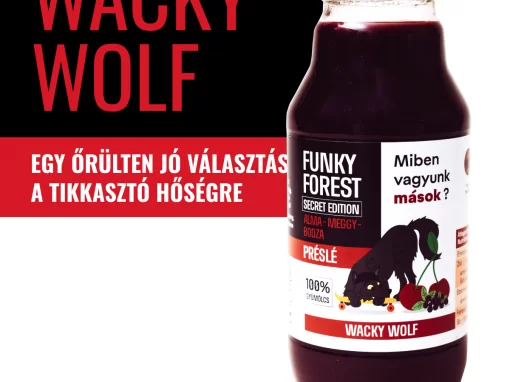 WACKY
WOLF
EGY ŐRÜLTEN JÓ VÁLASZTÁS
A TIKKASZTÓ HŐSÉGRE
FUNKY
FOREST
SECRET EDITION
ALMA - MEGGY-
BODZA
PRÉSLÉ
100%
GYÜMÖLCS
Miben
vagyunk
mások?
WACKY WOLF